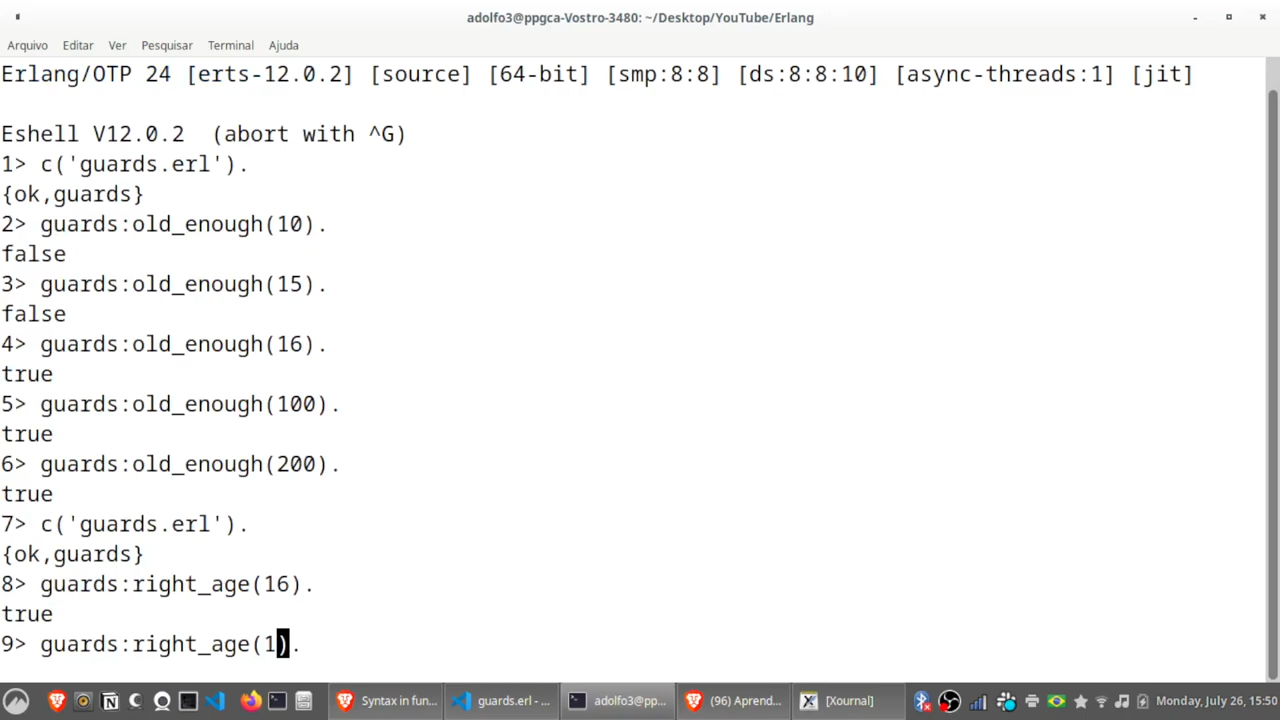 adolfo3@ppgca-Vostro-3480: ~/Desktop/YouTube/Erlang
Arquivo Editar Ver Pesquisar Terminal Ajuda
Erlang/OTP 24 [erts-12.0.2] [source] [64-bit] [smp:8:8] [ds:8:8:10] [async-threads:1] [jit]
Eshell V12.0.2  (abort with ^G)
1> c('guards.erl').
{ok,guards}
2> guards:old_enough(10).
false
3> guards:old_enough(15).
false
4> guards:old_enough(16).
true
5> guards:old_enough(100).
true
6> guards:old_enough(200).
true
7> c('guards.erl').
{ok,guards}
8> guards:right_age(16).
true
9> guards:right_age(1).
Syntax in fun... guards.erl - ... adolfo3@pp... (96) Aprend... [Xournal] Monday, July 26, 15:50